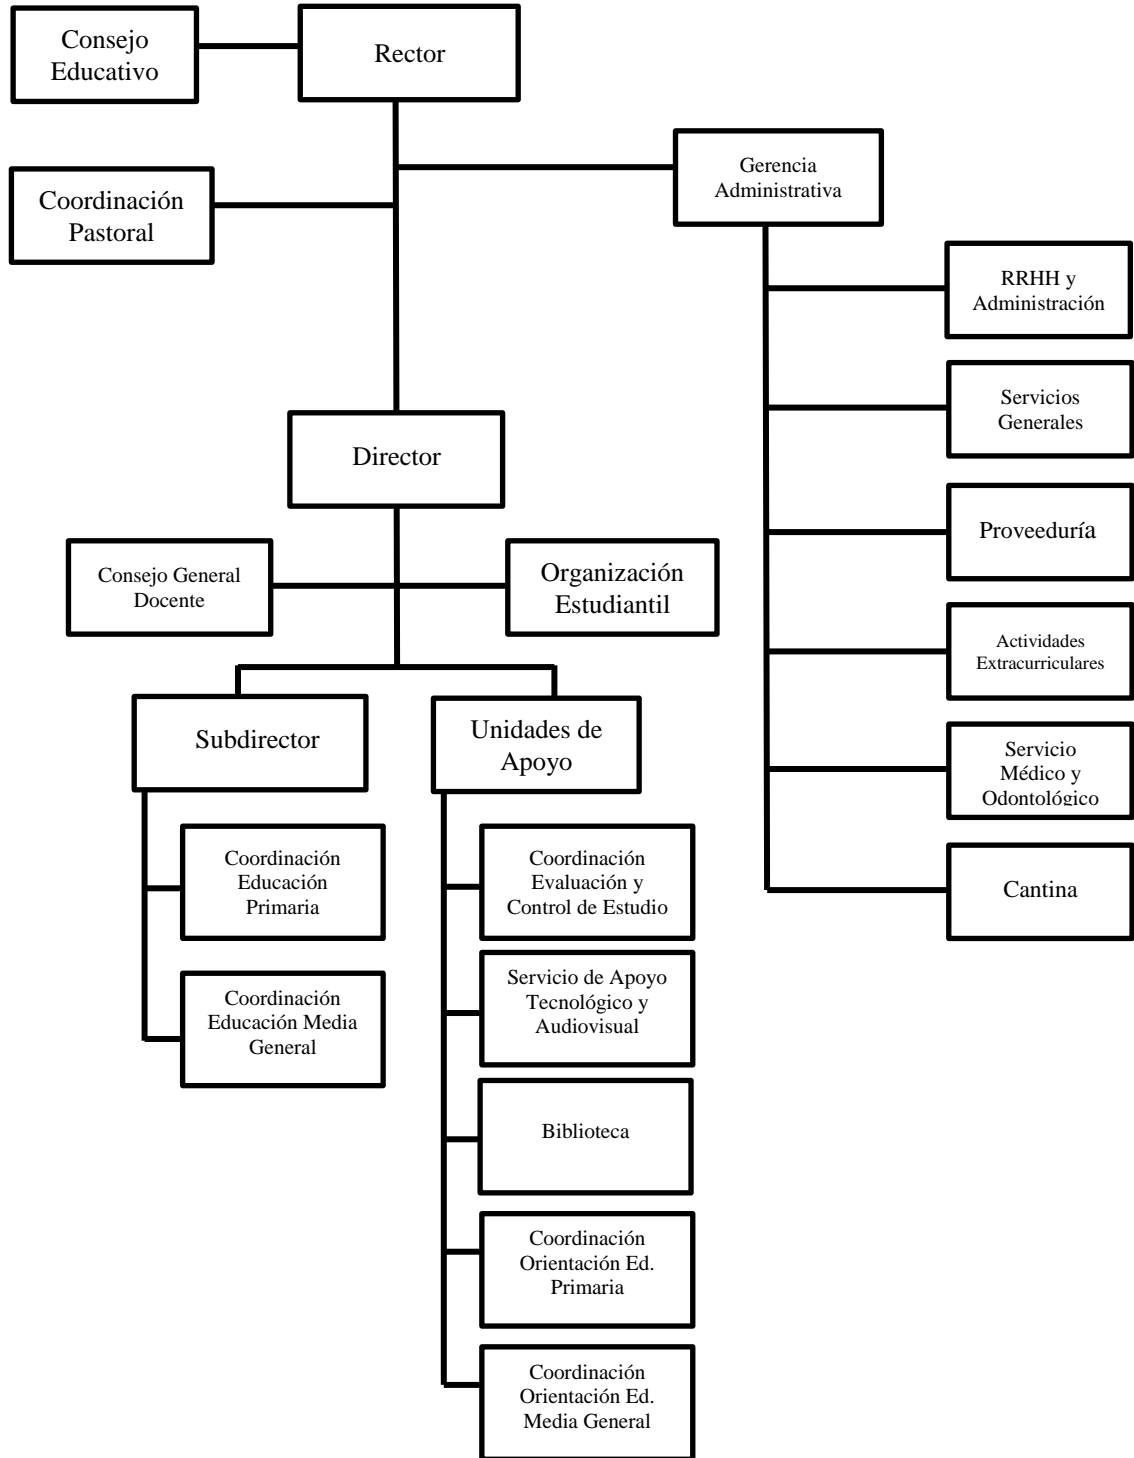 Consejo
Educativo
Rector
Gerencia
Administrativa
Coordinación
Pastoral
RRHH y
Administración
Servicios
Generales
Director
Proveeduría
Consejo General
Docente
Organización
Estudiantil
Actividades
Extracurriculares
Subdirector
Unidades de
Apoyo
Servicio
Médico y
Odontológico
Coordinación
Educación
Primaria
Coordinación
Evaluación y
Control de Estudio
Cantina
Coordinación
Educación Media
General
Servicio de Apoyo
Tecnológico y
Audiovisual
Biblioteca
Coordinación
Orientación Ed.
Primaria
Coordinación
Orientación Ed.
Media General